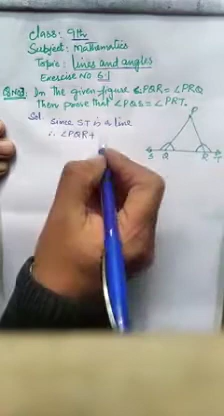 Class: 9th
Subject: Mathematics
Topic: Lines and angles
Exercise No 6.1
Q.No3: In the given figure ∠PQR = ∠PRQ
Then prove that ∠PQS = ∠PRT.
Sol. Since ST is a line
∴ ∠PQR +
P
S Q R T